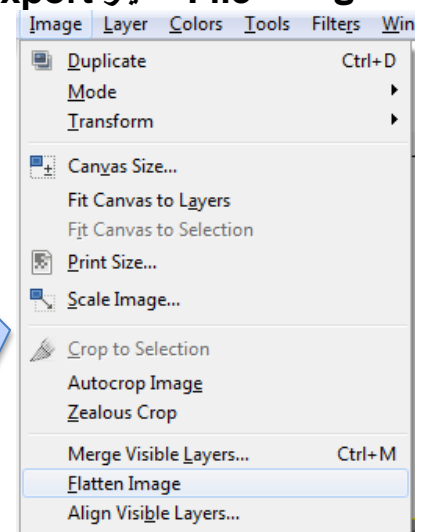 Image Layer Colors Tools Filters Win
Duplicate Ctrl+D
Mode
Transform
Canvas Size...
Fit Canvas to Layers
Fit Canvas to Selection
Print Size...
Scale Image...
Crop to Selection
Autocrop Image
Zealous Crop
Merge Visible Layers... Ctrl+M
Flatten Image
Align Visible Layers...